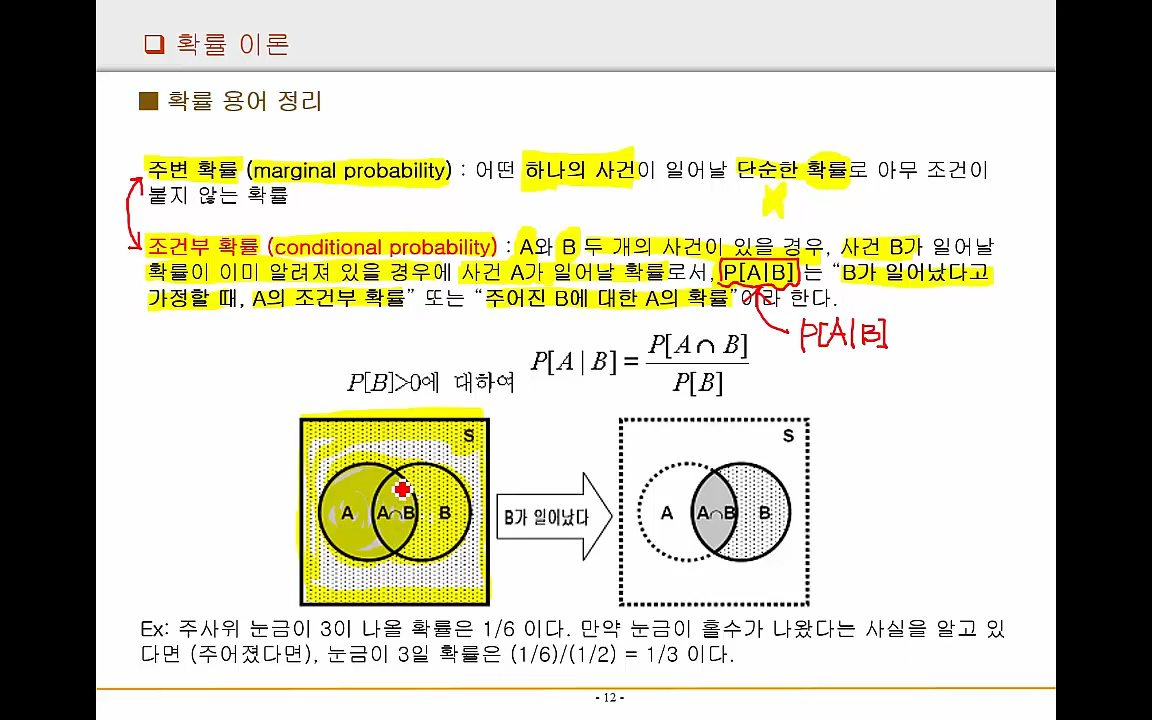 ❑ 확률 이론
■ 확률 용어 정리
주변 확률 (marginal probability) : 어떤 하나의 사건이 일어날 단순한 확률로 아무 조건이
붙지 않는 확률
조건부 확률 (conditional probability) : A와 B 두 개의 사건이 있을 경우, 사건 B가 일어날
확률이 이미 알려져 있을 경우에 사건 A가 일어날 확률로서, P[A|B] 는 “B가 일어났다고
가정할 때, A의 조건부 확률” 또는 “주어진 B에 대한 A의 확률”이라 한다.
P[A|B]
P[B]>0에 대하여 P[A | B] = P[A ∩ B] / P[B]
S
A A∩B B
B가 일어났다
S
A A∩B B
Ex: 주사위 눈금이 3이 나올 확률은 1/6 이다. 만약 눈금이 홀수가 나왔다는 사실을 알고 있
다면 (주어졌다면), 눈금이 3일 확률은 (1/6)/(1/2) = 1/3 이다.
- 12 -